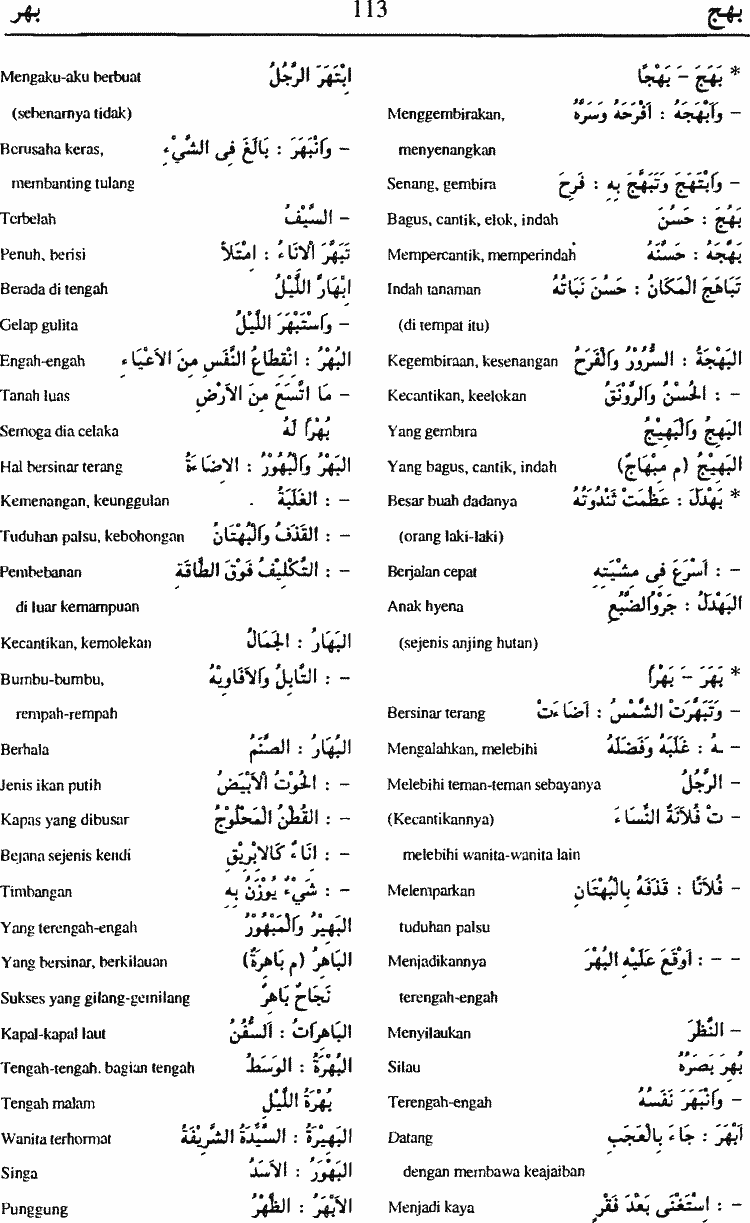 بهج 113 بهر
* بَهَجَ – بَهْجًا
– وَأَبْهَجَهُ : أَفْرَحَهُ وَسَرَّهُ Menggembirakan,
menyenangkan
– وَابْتَهَجَ وَتَبَهَّجَ بِهِ : فَرِحَ Senang, gembira
بَهُجَ : حَسُنَ Bagus, cantik, elok, indah
بَهَّجَهُ : حَسَّنَهُ Mempercantik, memperindah
تَبَاهَجَ الْمَكَانُ : حَسُنَ نَبَاتُهُ Indah tanaman
(di tempat itu)
الْبَهْجَةُ : السُّرُوْرُ وَالْفَرَحُ Kegembiraan, kesenangan
– : الْحُسْنُ وَالرَّوْنَقُ Kecantikan, keelokan
الْبَهِجُ وَالْبَهِيْجُ Yang gembira
الْبَهِيْجُ (م مِبْهَاجٌ) Yang bagus, cantik, indah
* بَهْدَلَ : عَظُمَتْ ثَنْدُوَتُهُ Besar buah dadanya
(orang laki-laki)
– : أَسْرَعَ فِى مِشْيَتِهِ Berjalan cepat
الْبَهْدَلُ : جَرْوُ الضَّبُعِ Anak hyena
(sejenis anjing hutan)
* بَهَرَ – بَهْرًا
– وَتَبَهَّرَتِ الشَّمْسُ : أَضَاءَتْ Bersinar terang
– ـهُ : غَلَبَهُ وَفَضَلَهُ Mengalahkan, melebihi
– الرَّجُلُ Melebihi teman-teman sebayanya
– تْ فُلاَنَةُ النِّسَاءَ (Kecantikannya)
melebihi wanita-wanita lain
– فُلاَنًا : قَذَفَهُ بِالْبُهْتَانِ Melemparkan
tuduhan palsu
– – : أَوْقَعَ عَلَيْهِ الْبُهْرَ Menjadikannya
terengah-engah
– النَّظَرَ Menyilaukan
بُهِرَ بَصَرُهُ Silau
– وَانْبَهَرَ نَفَسُهُ Terengah-engah
أَبْهَرَ : جَاءَ بِالْعَجَبِ Datang
dengan membawa keajaiban
– : اسْتَغْنَى بَعْدَ فَقْرٍ Menjadi kaya
ابْتَهَرَ الرَّجُلُ Mengaku-aku berbuat
(sebenarnya tidak)
– وَانْبَهَرَ : بَالَغَ فِى الشَّيْءِ Berusaha keras,
membanting tulang
– السَّيْفُ Terbelah
تَبَهَّرَ الْاِنَاءُ : امْتَلأَ Penuh, berisi
ابْهَارَّ اللَّيْلُ Berada di tengah
– وَاسْتَبْهَرَ اللَّيْلُ Gelap gulita
الْبُهْرُ : انْقِطَاعُ النَّفَسِ مِنَ الْاِعْيَاءِ Engah-engah
– مَا اتَّسَعَ مِنَ الْاَرْضِ Tanah luas
بُهْرًا لَهُ Semoga dia celaka
الْبَهْرُ وَالْبُهُوْرُ : الْاِضَاءَةُ Hal bersinar terang
– : الْغَلَبَةُ Kemenangan, keunggulan
– : الْقَذْفُ وَالْبُهْتَانُ Tuduhan palsu, kebohongan
– : التَّكْلِيْفُ فَوْقَ الطَّاقَةِ Pembebanan
di luar kemampuan
الْبَهَارُ : الْجَمَالُ Kecantikan, kemolekan
– : التَّابِلُ وَالْاَفَاوِيْهُ Bumbu-bumbu,
rempah-rempah
الْبُهَارُ : الصَّنَمُ Berhala
– : الْحُوْتُ الْاَبْيَضُ Jenis ikan putih
– : الْقُطْنُ الْمَحْلُوْجُ Kapas yang dibusar
– : اِنَاءٌ كَالْاِبْرِيْقِ Bejana sejenis kendi
– : شَيْءٌ يُوْزَنُ بِهِ Timbangan
الْبَهِيْرُ وَالْمَبْهُوْرُ Yang terengah-engah
الْبَاهِرُ (م بَاهِرَةٌ) Yang bersinar, berkilauan
نَجَاحٌ بَاهِرٌ Sukses yang gilang-gemilang
الْبَاهِرَاتُ : السُّفُنُ Kapal-kapal laut
الْبُهْرَةُ : الْوَسَطُ Tengah-tengah, bagian tengah
بُهْرَةُ اللَّيْلِ Tengah malam
الْبَهِيْرَةُ : السَّيِّدَةُ الشَّرِيْفَةُ Wanita terhormat
الْبَهْوَرُ : الْاَسَدُ Singa
الْاَبْهَرُ : الظَّهْرُ Punggung